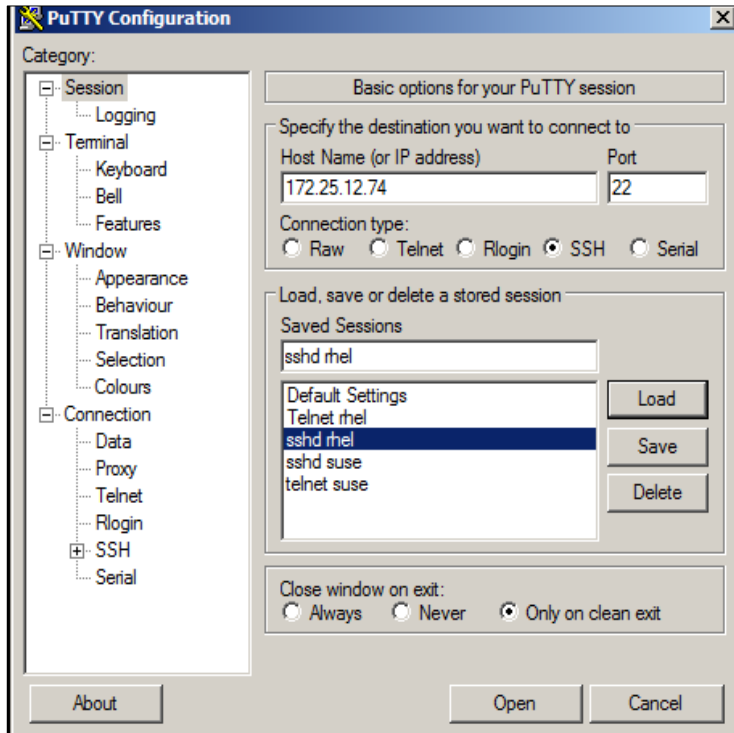 PuTTY Configuration
Category:
Session
Logging
Terminal
Keyboard
Bell
Features
Window
Appearance
Behaviour
Translation
Selection
Colours
Connection
Data
Proxy
Telnet
Rlogin
SSH
Serial
Basic options for your PuTTY session
Specify the destination you want to connect to
Host Name (or IP address) Port
172.25.12.74 22
Connection type:
Raw Telnet Rlogin SSH Serial
Load, save or delete a stored session
Saved Sessions
sshd rhel
Default Settings
Telnet rhel
sshd rhel
sshd suse
telnet suse
Load
Save
Delete
Close window on exit:
Always Never Only on clean exit
About Open Cancel